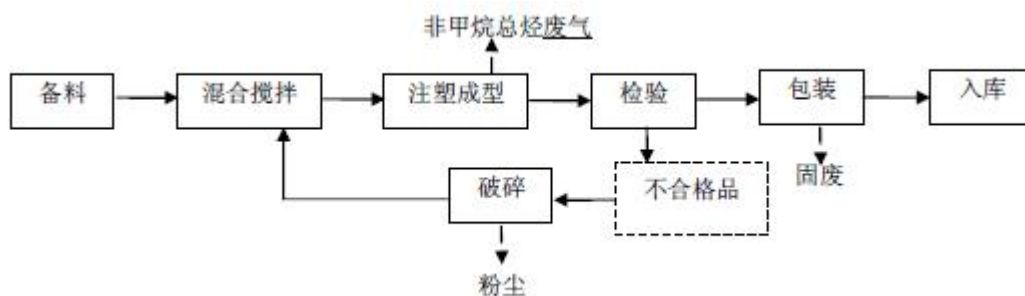 非甲烷总烃废气
备料
混合搅拌
注塑成型
检验
包装
入库
破碎
不合格品
固废
粉尘